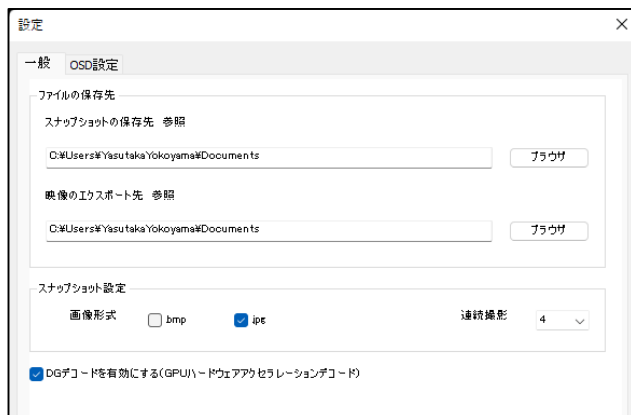 設定
一般 OSD設定
ファイルの保存先
スナップショットの保存先 参照
C:¥Users¥YasutakaYokoyama¥Documents ブラウザ
映像のエクスポート先 参照
C:¥Users¥YasutakaYokoyama¥Documents ブラウザ
スナップショット設定
画像形式 .bmp .jpg 連続撮影 4
DGデコードを有効にする(GPUハードウェアアクセラレーションデコード)